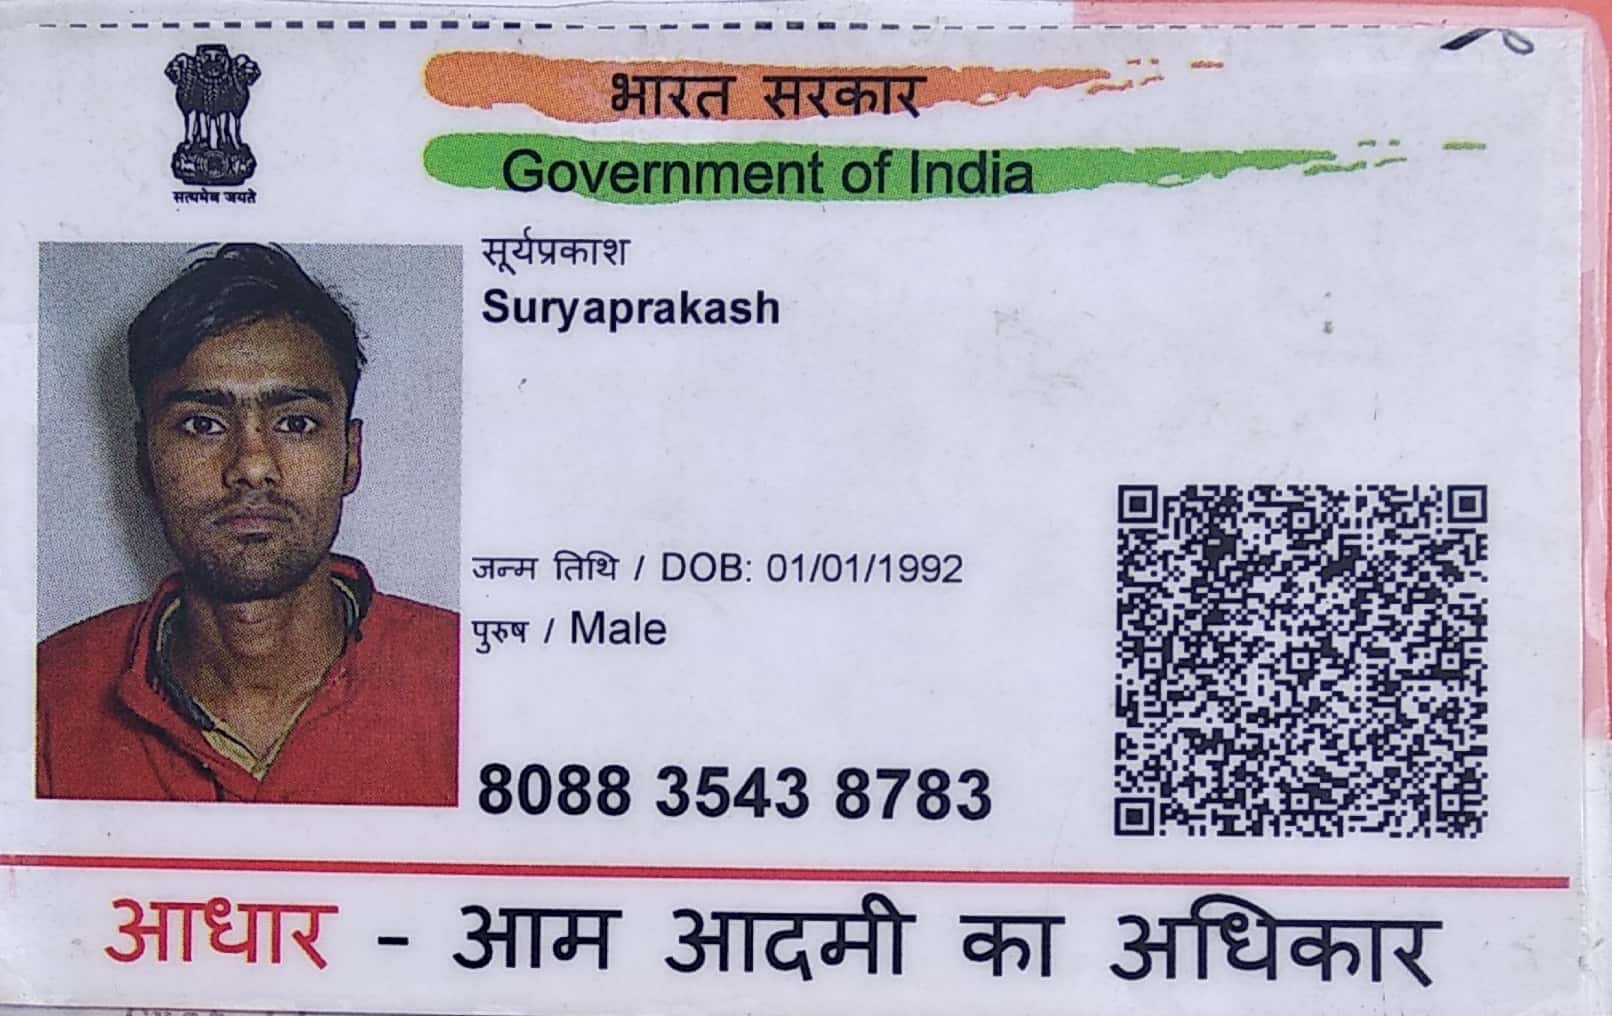 सत्यमेव जयते
भारत सरकार
Government of India
सूर्यप्रकाश
Suryaprakash
जन्म तिथि / DOB: 01/01/1992
पुरुष / Male
8088 3543 8783
आधार - आम आदमी का अधिकार